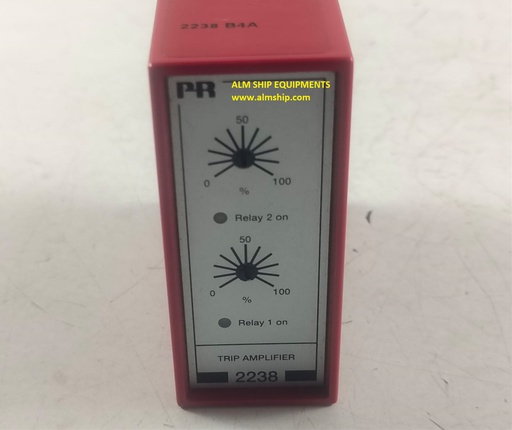 2238 B4A
PR
ALM SHIP EQUIPMENTS
www.almship.com
50
0
100
%
Relay 2 on
50
0
100
%
Relay 1 on
TRIP AMPLIFIER
2238